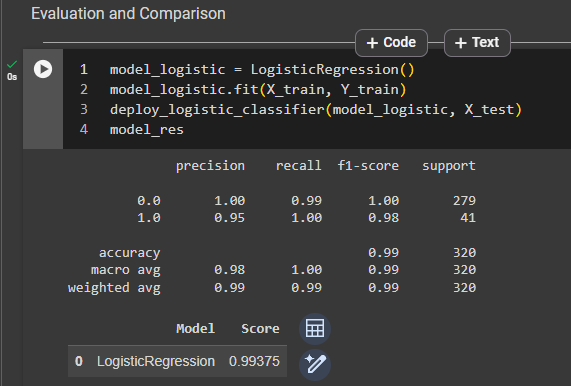 Evaluation and Comparison
+ Code + Text
0s
1 model_logistic = LogisticRegression()
2 model_logistic.fit(X_train, Y_train)
3 deploy_logistic_classifier(model_logistic, X_test)
4 model_res
precision recall f1-score support
0.0 1.00 0.99 1.00 279
1.0 0.95 1.00 0.98 41
accuracy 0.99 320
macro avg 0.98 1.00 0.99 320
weighted avg 0.99 0.99 0.99 320
Model Score
0 LogisticRegression 0.99375